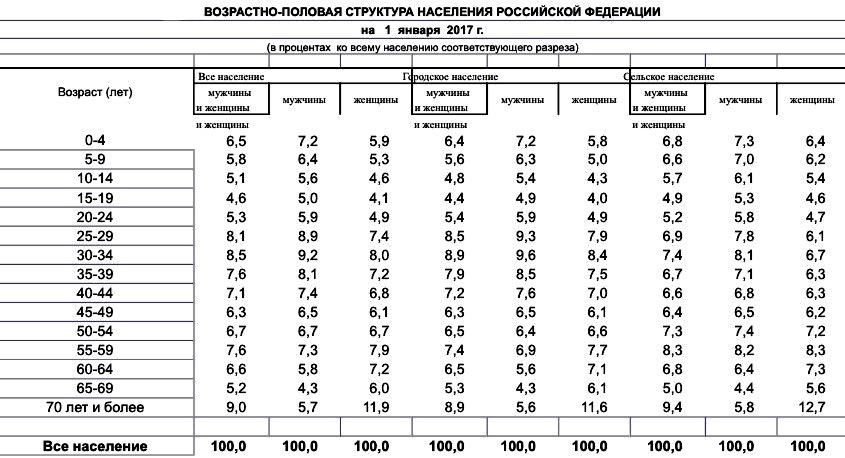 ВОЗРАСТНО-ПОЛОВАЯ СТРУКТУРА НАСЕЛЕНИЯ РОССИЙСКОЙ ФЕДЕРАЦИИ
на 1 января 2017 г.
(в процентах ко всему населению соответствующего разреза)
Возраст (лет) Все население Городское население Сельское население
мужчины и женщины мужчины женщины мужчины и женщины мужчины женщины мужчины и женщины мужчины женщины
и женщины и женщины и женщины
0-4 6,5 7,2 5,9 6,4 7,2 5,8 6,8 7,3 6,4
5-9 5,8 6,4 5,3 5,6 6,3 5,0 6,6 7,0 6,2
10-14 5,1 5,6 4,6 4,8 5,4 4,3 5,7 6,1 5,4
15-19 4,6 5,0 4,1 4,4 4,9 4,0 4,9 5,3 4,6
20-24 5,3 5,9 4,9 5,4 5,9 4,9 5,2 5,8 4,7
25-29 8,1 8,9 7,4 8,5 9,3 7,9 6,9 7,8 6,1
30-34 8,5 9,2 8,0 8,9 9,6 8,4 7,4 8,1 6,7
35-39 7,6 8,1 7,2 7,9 8,5 7,5 6,7 7,1 6,3
40-44 7,1 7,4 6,8 7,2 7,6 7,0 6,6 6,8 6,3
45-49 6,3 6,5 6,1 6,3 6,5 6,1 6,4 6,5 6,2
50-54 6,7 6,7 6,7 6,5 6,4 6,6 7,3 7,4 7,2
55-59 7,6 7,3 7,9 7,4 6,9 7,7 8,3 8,2 8,3
60-64 6,6 5,8 7,2 6,5 5,6 7,1 6,8 6,4 7,3
65-69 5,2 4,3 6,0 5,3 4,3 6,1 5,0 4,4 5,6
70 лет и более 9,0 5,7 11,9 8,9 5,6 11,6 9,4 5,8 12,7
Все население 100,0 100,0 100,0 100,0 100,0 100,0 100,0 100,0 100,0